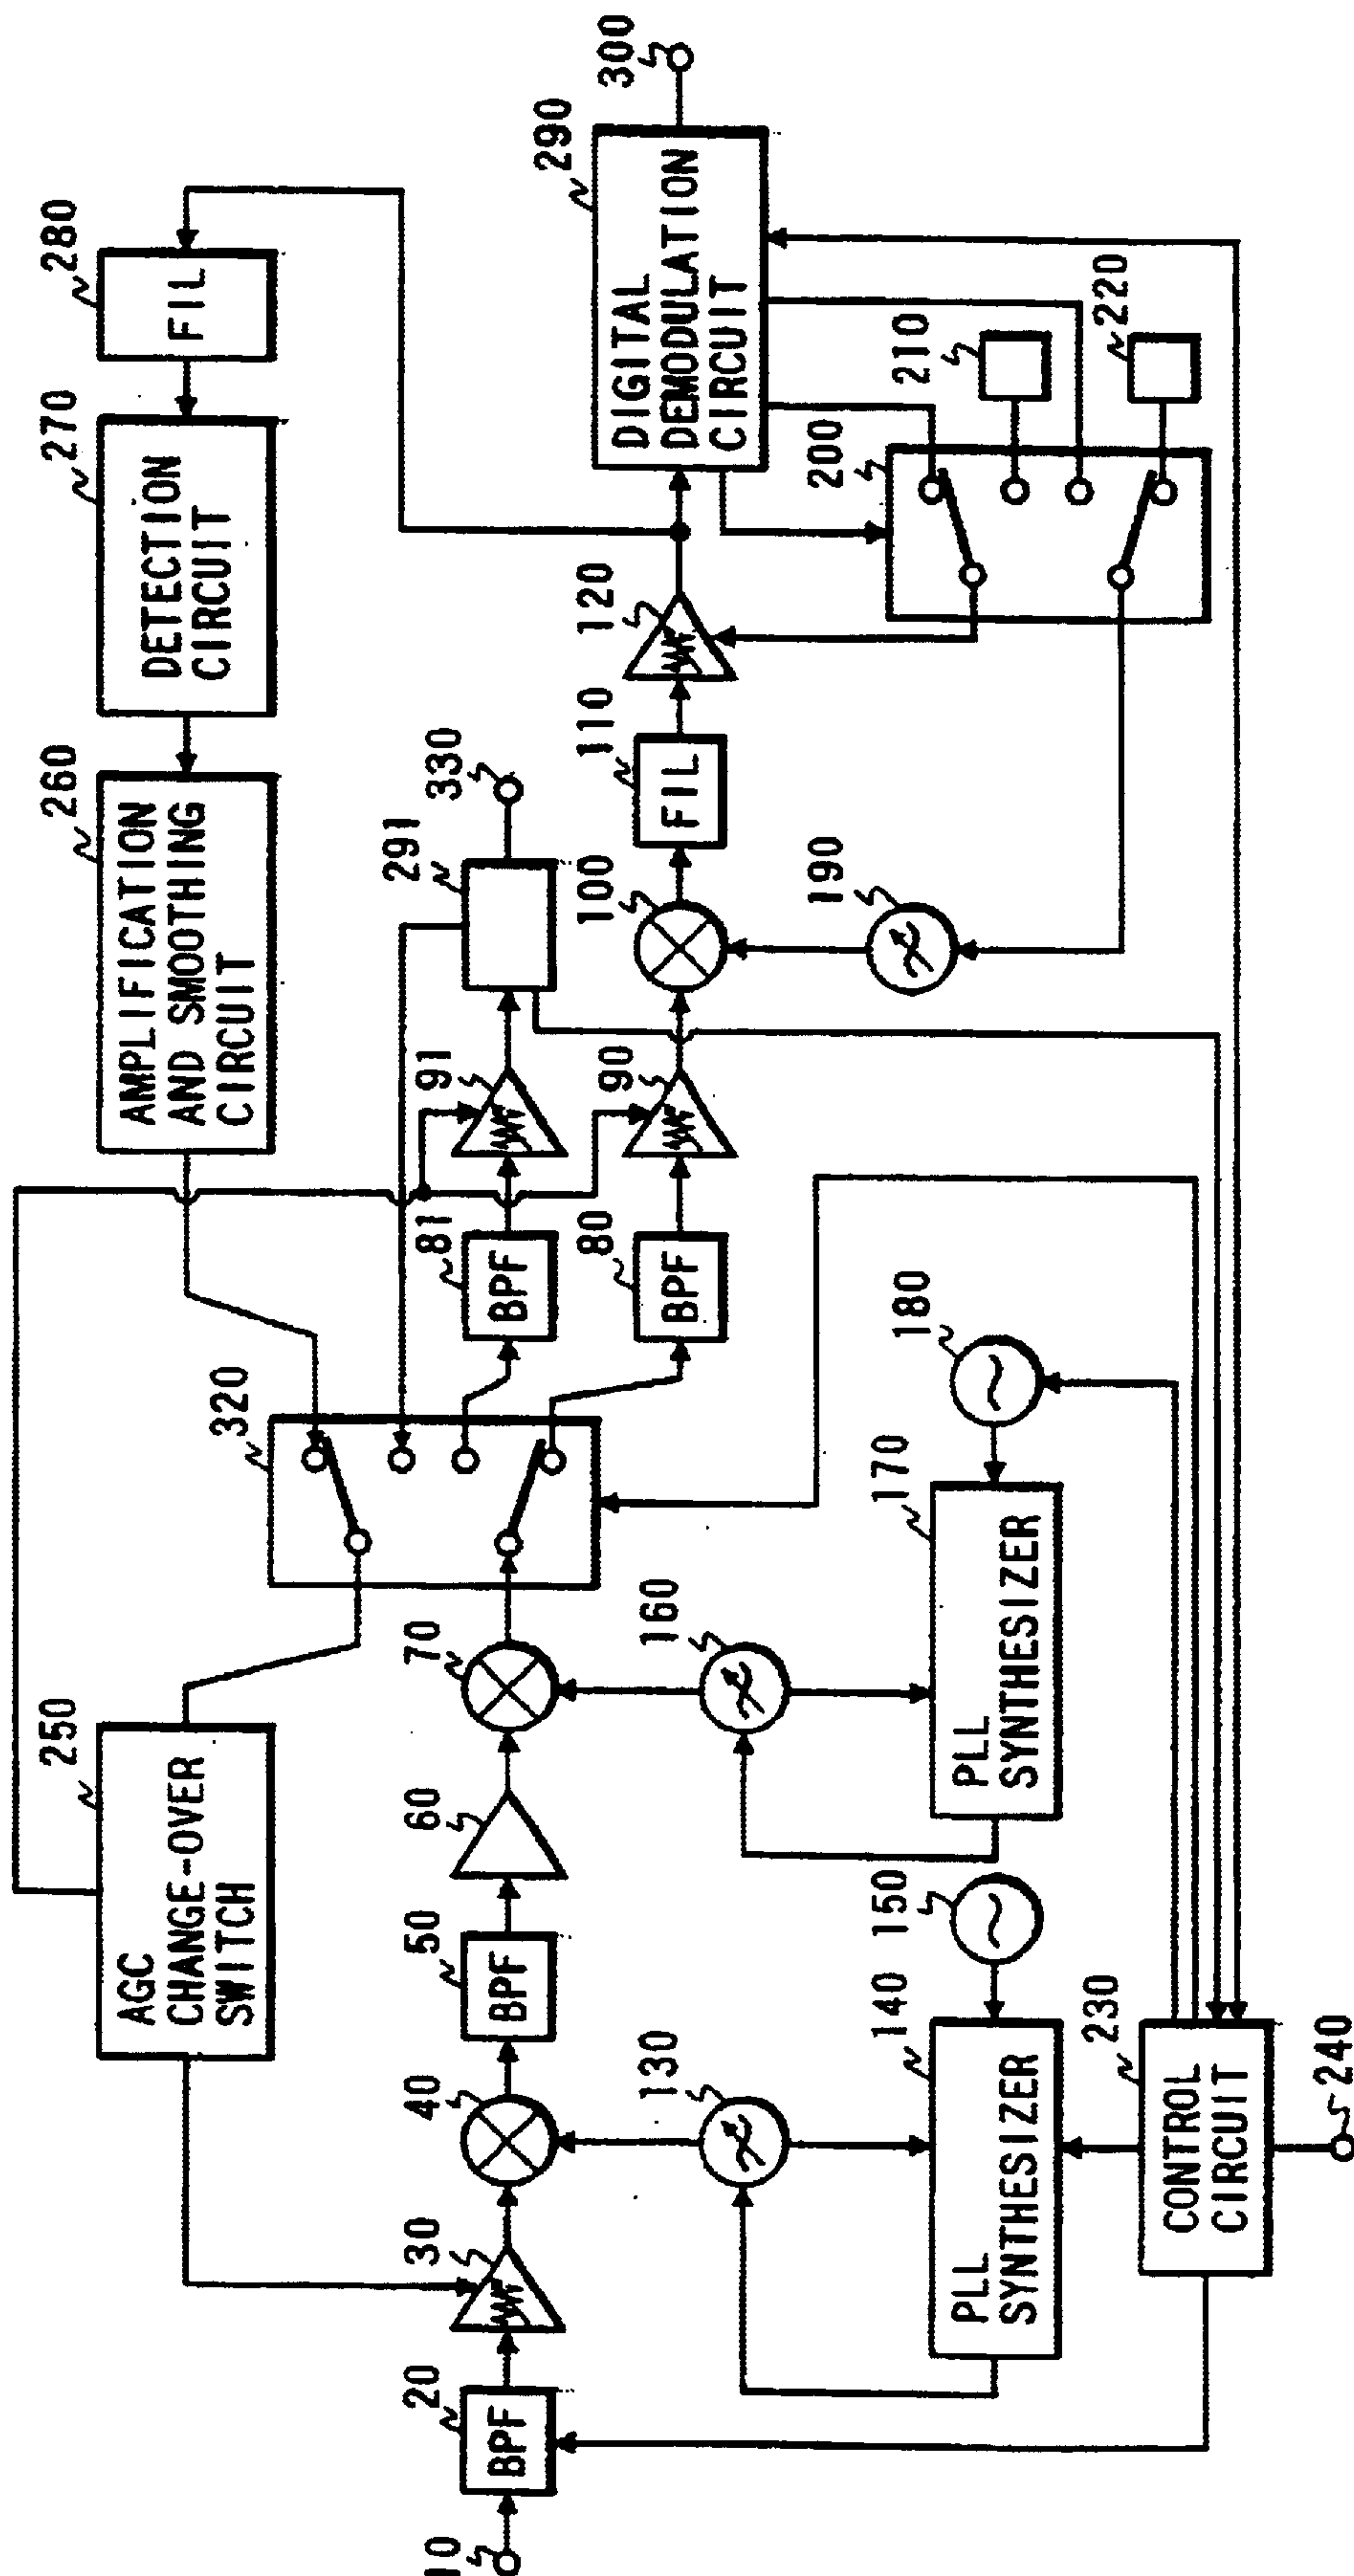 250
260
270
280
AGC
CHANGE-OVER
SWITCH
AMPLIFICATION
AND SMOOTHING
CIRCUIT
DETECTION
CIRCUIT
FIL
320
10
20
30
40
50
60
70
81
91
291
330
BPF
BPF
BPF
80
90
100
110
120
290
300
BPF
FIL
DIGITAL
DEMODULATION
CIRCUIT
130
160
190
200
140
150
170
180
210
PLL
SYNTHESIZER
PLL
SYNTHESIZER
230
220
CONTROL
CIRCUIT
240